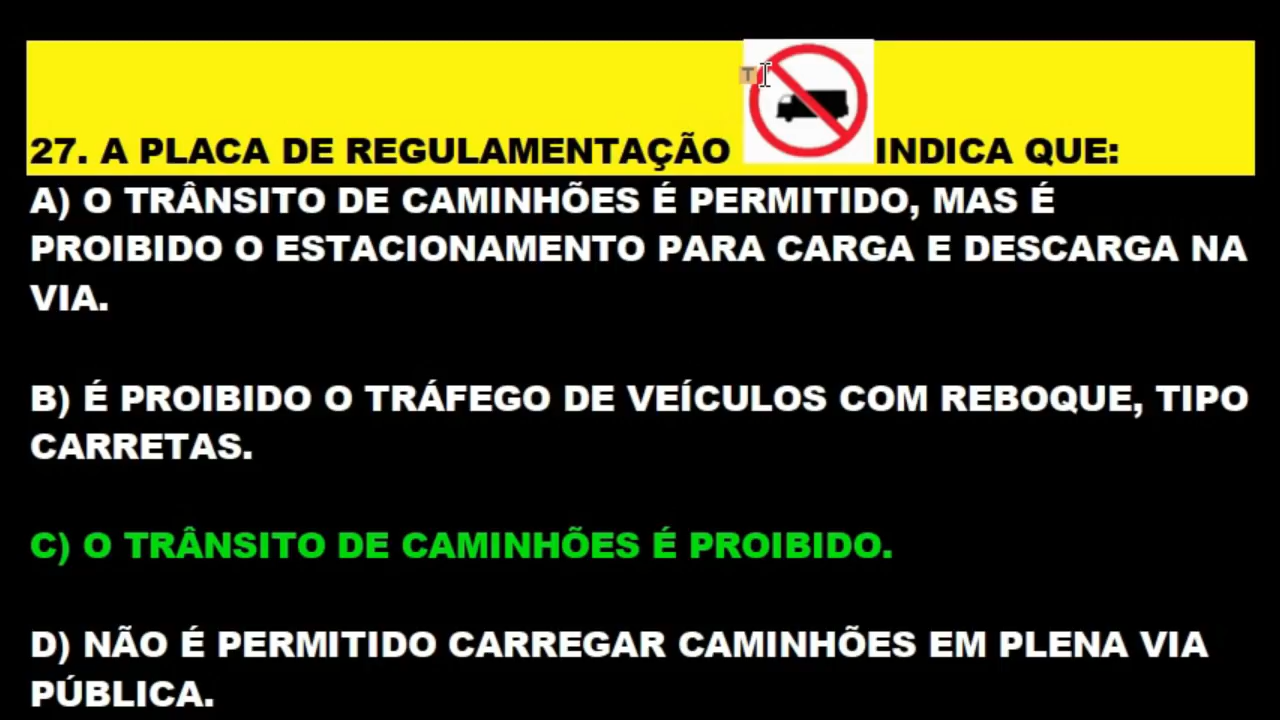 27. A PLACA DE REGULAMENTAÇÃO INDICA QUE:
A) O TRÂNSITO DE CAMINHÕES É PERMITIDO, MAS É
PROIBIDO O ESTACIONAMENTO PARA CARGA E DESCARGA NA
VIA.
B) É PROIBIDO O TRÁFEGO DE VEÍCULOS COM REBOQUE, TIPO
CARRETAS.
C) O TRÂNSITO DE CAMINHÕES É PROIBIDO.
D) NÃO É PERMITIDO CARREGAR CAMINHÕES EM PLENA VIA
PÚBLICA.